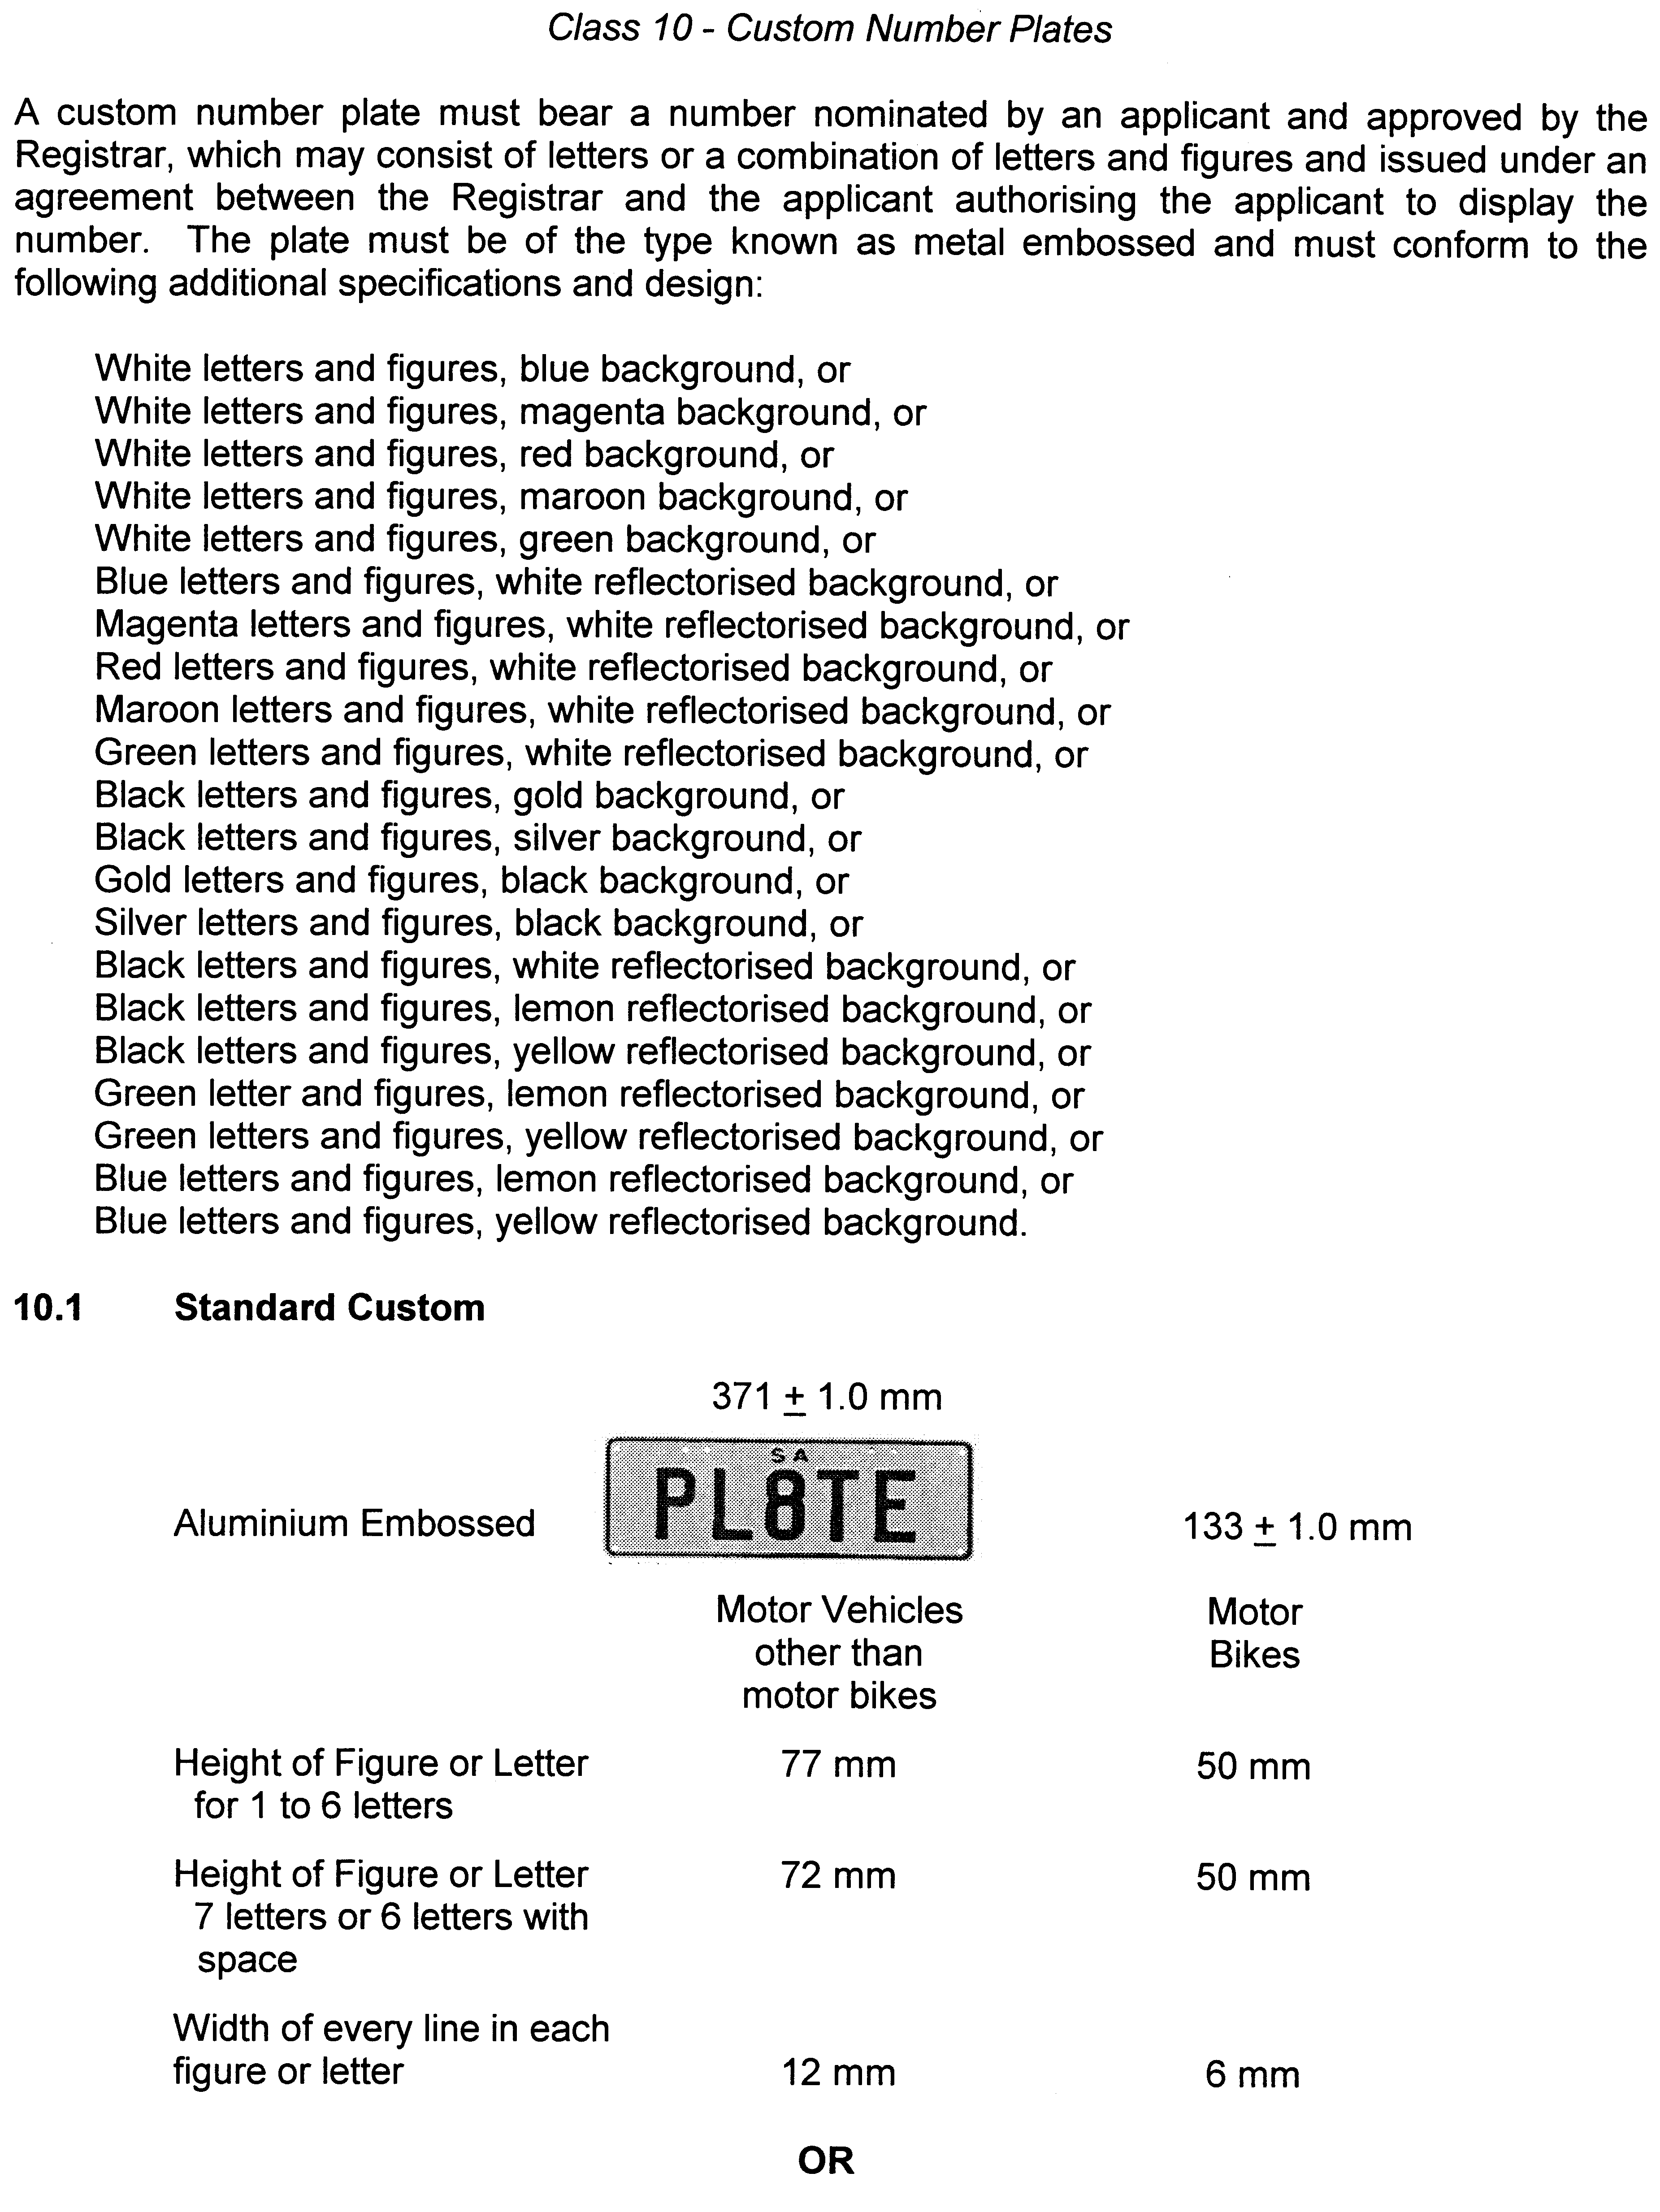 Class 10 - Custom Number Plates
A custom number plate must bear a number nominated by an applicant and approved by the
Registrar, which may consist of letters or a combination of letters and figures and issued under an
agreement between the Registrar and the applicant authorising the applicant to display the
number. The plate must be of the type known as metal embossed and must conform to the
following additional specifications and design:
White letters and figures, blue background, or
White letters and figures, magenta background, or
White letters and figures, red background, or
White letters and figures, maroon background, or
White letters and figures, green background, or
Blue letters and figures, white reflectorised background, or
Magenta letters and figures, white reflectorised background, or
Red letters and figures, white reflectorised background, or
Maroon letters and figures, white reflectorised background, or
Green letters and figures, white reflectorised background, or
Black letters and figures, gold background, or
Black letters and figures, silver background, or
Gold letters and figures, black background, or
Silver letters and figures, black background, or
Black letters and figures, white reflectorised background, or
Black letters and figures, lemon reflectorised background, or
Black letters and figures, yellow reflectorised background, or
Green letter and figures, lemon reflectorised background, or
Green letters and figures, yellow reflectorised background, or
Blue letters and figures, lemon reflectorised background, or
Blue letters and figures, yellow reflectorised background.
10.1 Standard Custom
371 ± 1.0 mm
SA
PL8TE
Aluminium Embossed 133 ± 1.0 mm
Motor Vehicles Motor
other than Bikes
motor bikes
Height of Figure or Letter 77 mm 50 mm
for 1 to 6 letters
Height of Figure or Letter 72 mm 50 mm
7 letters or 6 letters with
space
Width of every line in each
figure or letter 12 mm 6 mm
OR